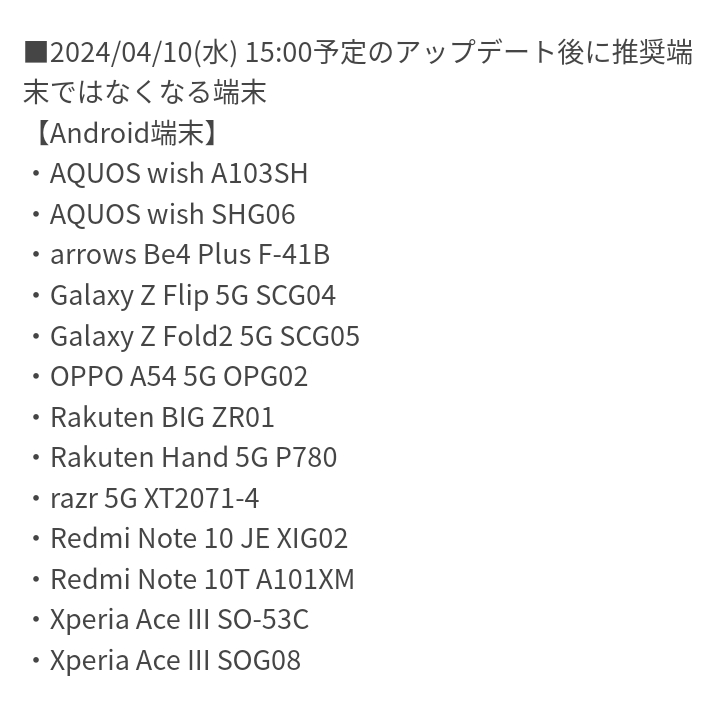 ■2024/04/10(水) 15:00予定のアップデート後に推奨端
末ではなくなる端末
【Android端末】
・AQUOS wish A103SH
・AQUOS wish SHG06
・arrows Be4 Plus F-41B
・Galaxy Z Flip 5G SCG04
・Galaxy Z Fold2 5G SCG05
・OPPO A54 5G OPG02
・Rakuten BIG ZR01
・Rakuten Hand 5G P780
・razr 5G XT2071-4
・Redmi Note 10 JE XIG02
・Redmi Note 10T A101XM
・Xperia Ace III SO-53C
・Xperia Ace III SOG08